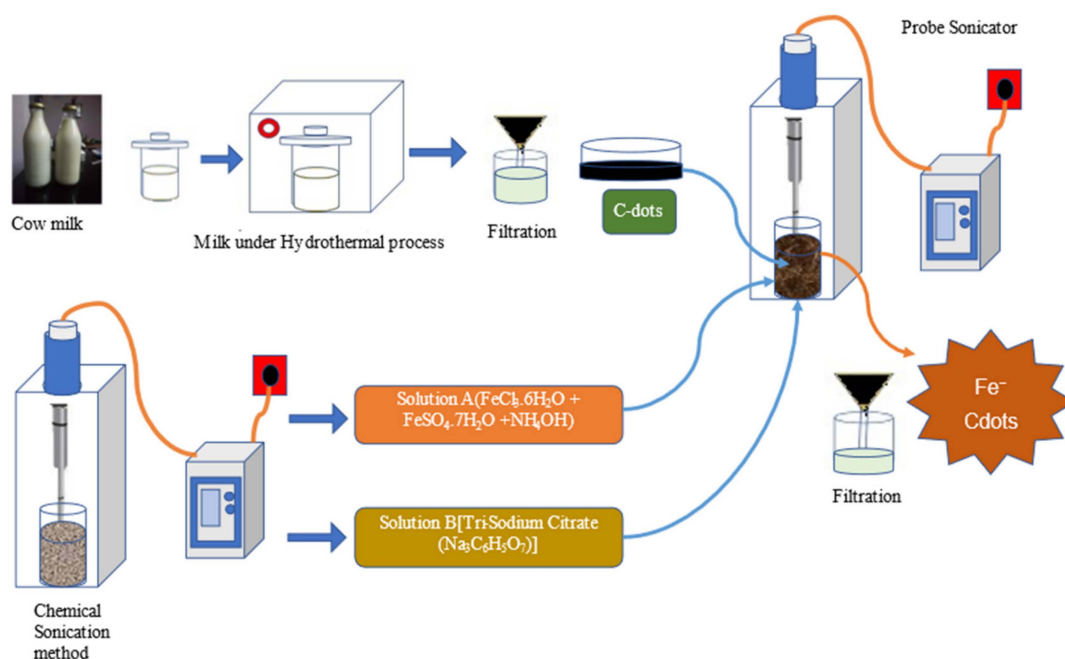 Probe Sonicator
Cow milk
Milk under Hydrothermal process
Filtration
C-dots
Solution A(FeCl₃.6H₂O +
FeSO₄.7H₂O +NH₄OH)
Solution B[Tri-Sodium Citrate
(Na₃C₆H₅O₇)]
Fe⁻
Cdots
Filtration
Chemical
Sonication
method